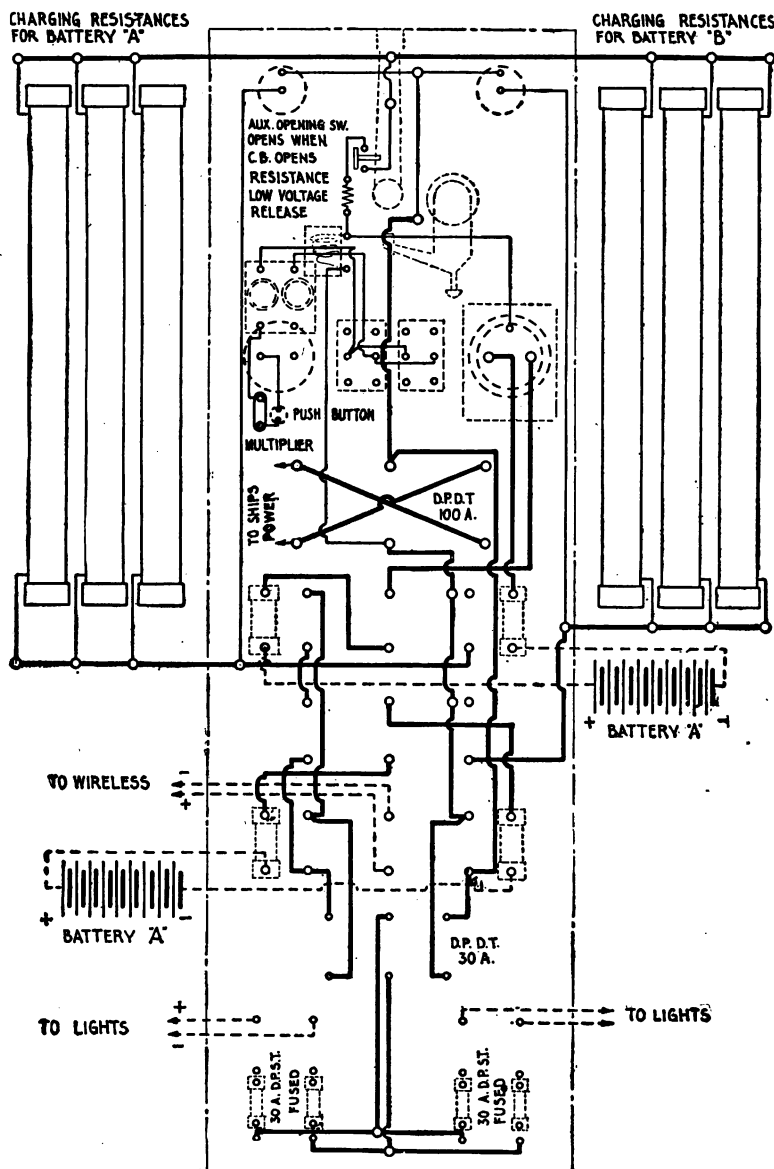 CHARGING RESISTANCES
FOR BATTERY "A"
CHARGING RESISTANCES
FOR BATTERY "B"
AUX. OPENING SW.
OPENS WHEN
C.B. OPENS
RESISTANCE
LOW VOLTAGE
RELEASE
PUSH BUTTON
MULTIPLIER
TO SHIPS
POWER
D.P.D.T
100 A.
+ -
BATTERY "A"
TO WIRELESS
-
+
+ -
BATTERY "A"
D.P. D.T.
30 A.
+
TO LIGHTS
-
TO LIGHTS
30 A. D.P.S.T.
FUSED
30 A. D.P.S.T.
FUSED